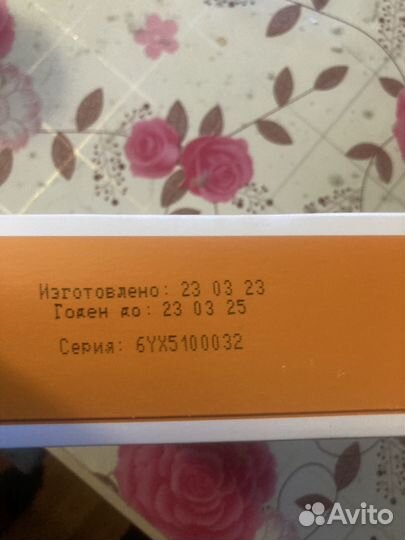 Изготовлено: 23 03 23
Годен до: 23 03 25
Серия: 6YX5100032
Avito